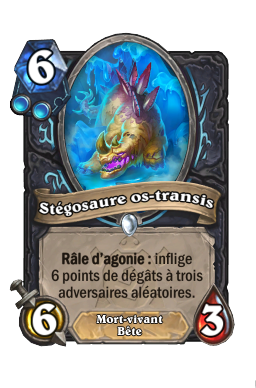 6
Stégosaure os-transis
Râle d'agonie : inflige
6 points de dégâts à trois
adversaires aléatoires.
6
Mort-vivant
Bête
3